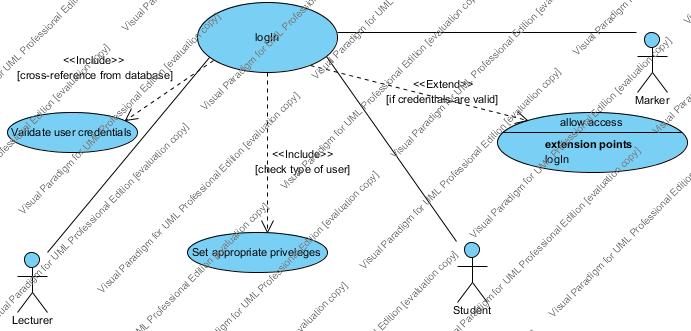 logIn
Marker
<<Include>>
[cross-reference from database]
<<Extend>>
[if credentials are valid]
Validate user credentials
allow access
extension points
logIn
<<Include>>
[check type of user]
Set appropriate priveleges
Lecturer
Student
Visual Paradigm for UML Professional Edition [evaluation copy]